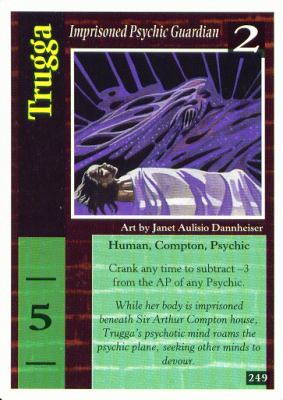 Trugga
Imprisoned Psychic Guardian
2
Art by Janet Aulisio Dannheiser
Human, Compton, Psychic
Crank any time to subtract –3
from the AP of any Psychic.
5
While her body is imprisoned
beneath Sir Arthur Compton house,
Trugga's psychotic mind roams the
psychic plane, seeking other minds to
devour.
249